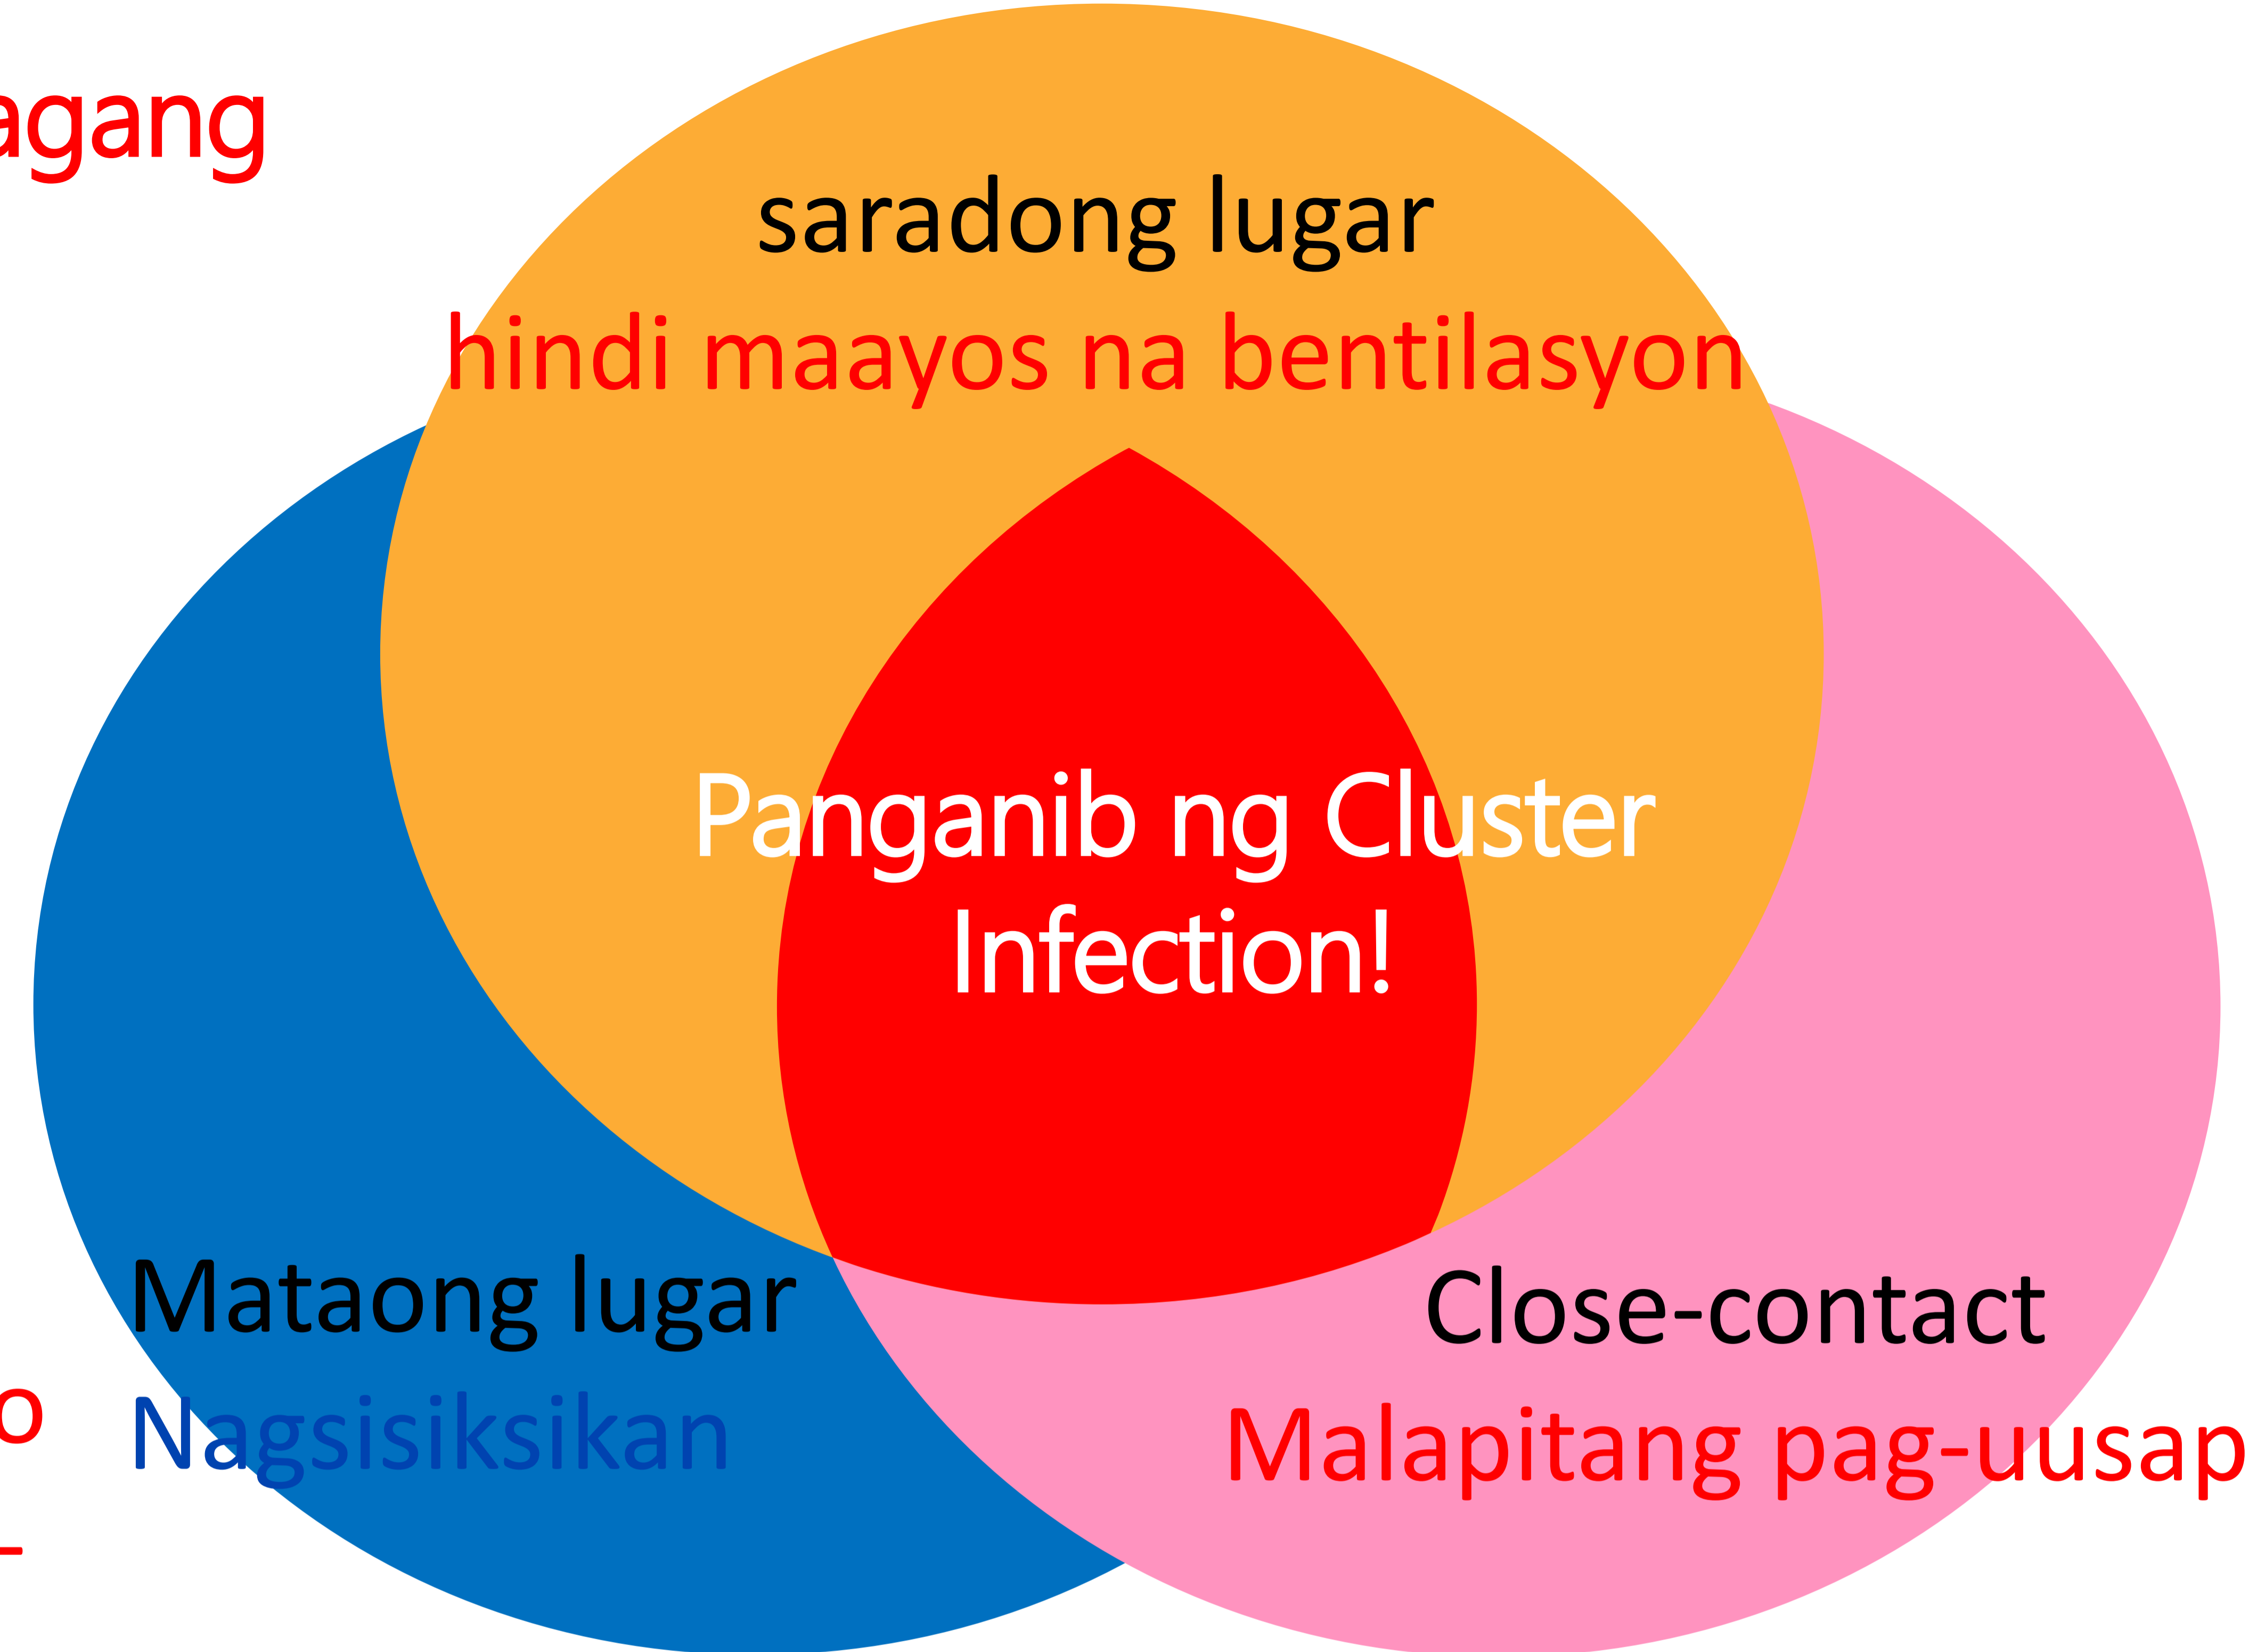 saradong lugar
hindi maayos na bentilasyon
Panganib ng Cluster
Infection!
Mataong lugar
Nagsisiksikan
Close-contact
Malapitang pag-uusap